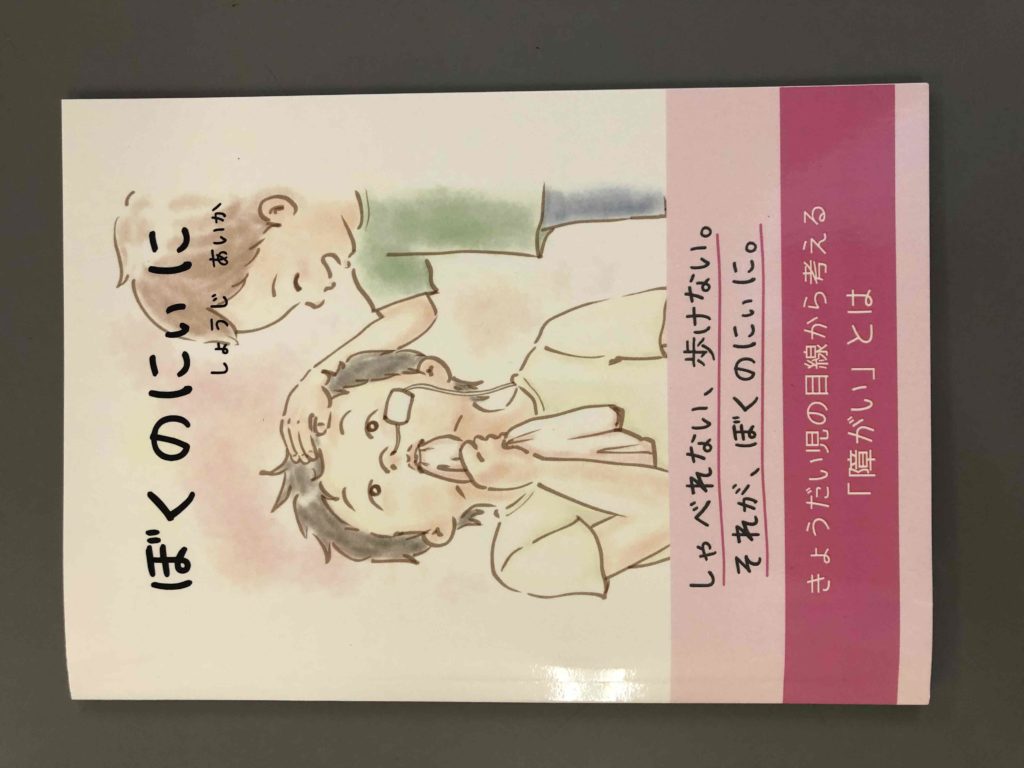 ぼくのにぃに
しょうじ あいか
しゃべれない、歩けない。
それが、ぼくのにぃに。
きょうだい児の目線から考える
「障がい」とは